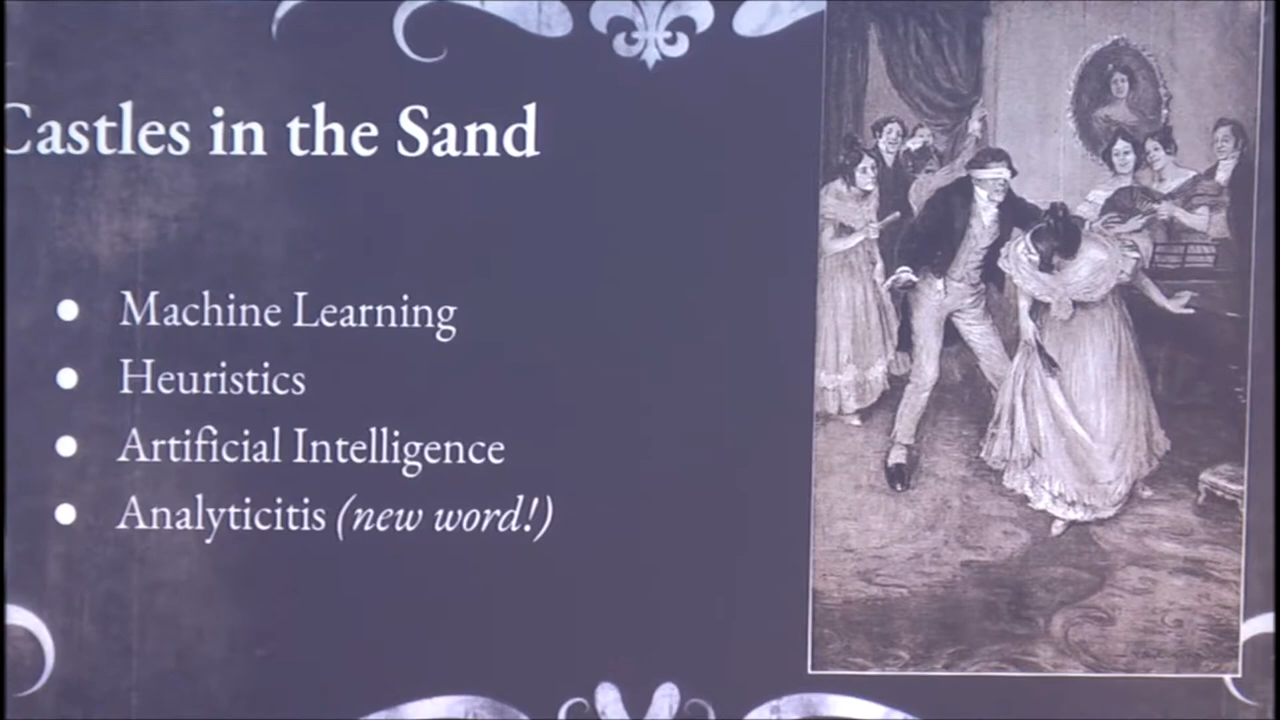 Castles in the Sand
● Machine Learning
● Heuristics
● Artificial Intelligence
● Analyticitis (new word!)